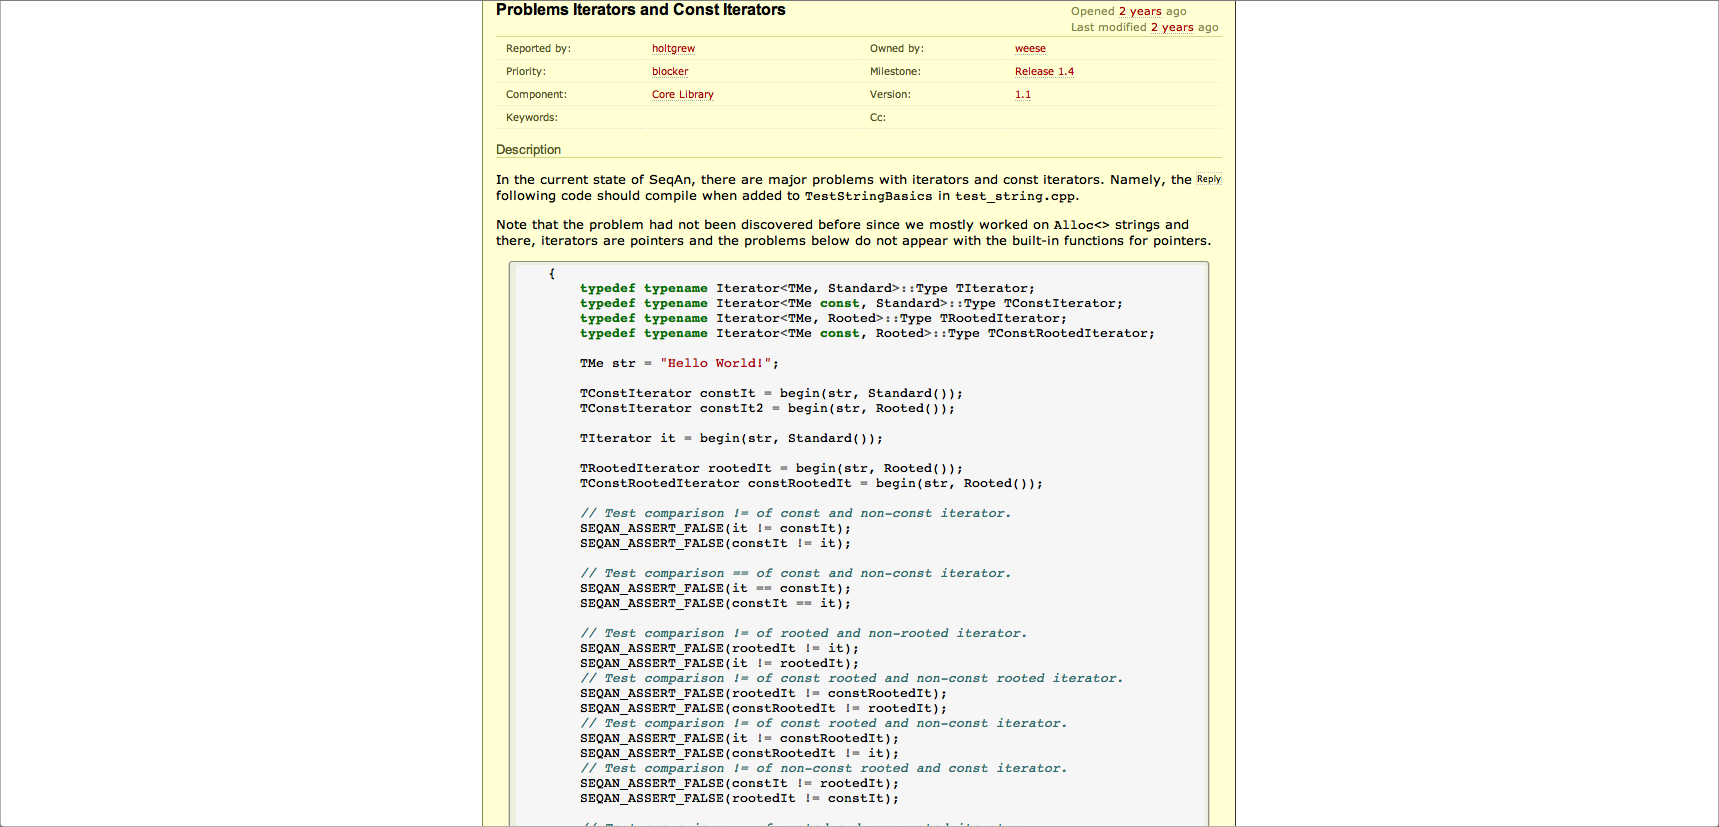 Problems Iterators and Const Iterators
Opened 2 years ago
Last modified 2 years ago
Reported by: holtgrew Owned by: weese
Priority: blocker Milestone: Release 1.4
Component: Core Library Version: 1.1
Keywords: Cc:
Description
In the current state of SeqAn, there are major problems with iterators and const iterators. Namely, the Reply
following code should compile when added to TestStringBasics in test_string.cpp.
Note that the problem had not been discovered before since we mostly worked on Alloc<> strings and
there, iterators are pointers and the problems below do not appear with the built-in functions for pointers.
{
typedef typename Iterator<TMe, Standard>::Type TIterator;
typedef typename Iterator<TMe const, Standard>::Type TConstIterator;
typedef typename Iterator<TMe, Rooted>::Type TRootedIterator;
typedef typename Iterator<TMe const, Rooted>::Type TConstRootedIterator;
TMe str = "Hello World!";
TConstIterator constIt = begin(str, Standard());
TConstIterator constIt2 = begin(str, Rooted());
TIterator it = begin(str, Standard());
TRootedIterator rootedIt = begin(str, Rooted());
TConstRootedIterator constRootedIt = begin(str, Rooted());
// Test comparison != of const and non-const iterator.
SEQAN_ASSERT_FALSE(it != constIt);
SEQAN_ASSERT_FALSE(constIt != it);
// Test comparison == of const and non-const iterator.
SEQAN_ASSERT_FALSE(it == constIt);
SEQAN_ASSERT_FALSE(constIt == it);
// Test comparison != of rooted and non-rooted iterator.
SEQAN_ASSERT_FALSE(rootedIt != it);
SEQAN_ASSERT_FALSE(it != rootedIt);
// Test comparison != of const rooted and non-const rooted iterator.
SEQAN_ASSERT_FALSE(rootedIt != constRootedIt);
SEQAN_ASSERT_FALSE(constRootedIt != rootedIt);
// Test comparison != of const rooted and non-const iterator.
SEQAN_ASSERT_FALSE(it != constRootedIt);
SEQAN_ASSERT_FALSE(constRootedIt != it);
// Test comparison != of non-const rooted and const iterator.
SEQAN_ASSERT_FALSE(constIt != rootedIt);
SEQAN_ASSERT_FALSE(rootedIt != constIt);